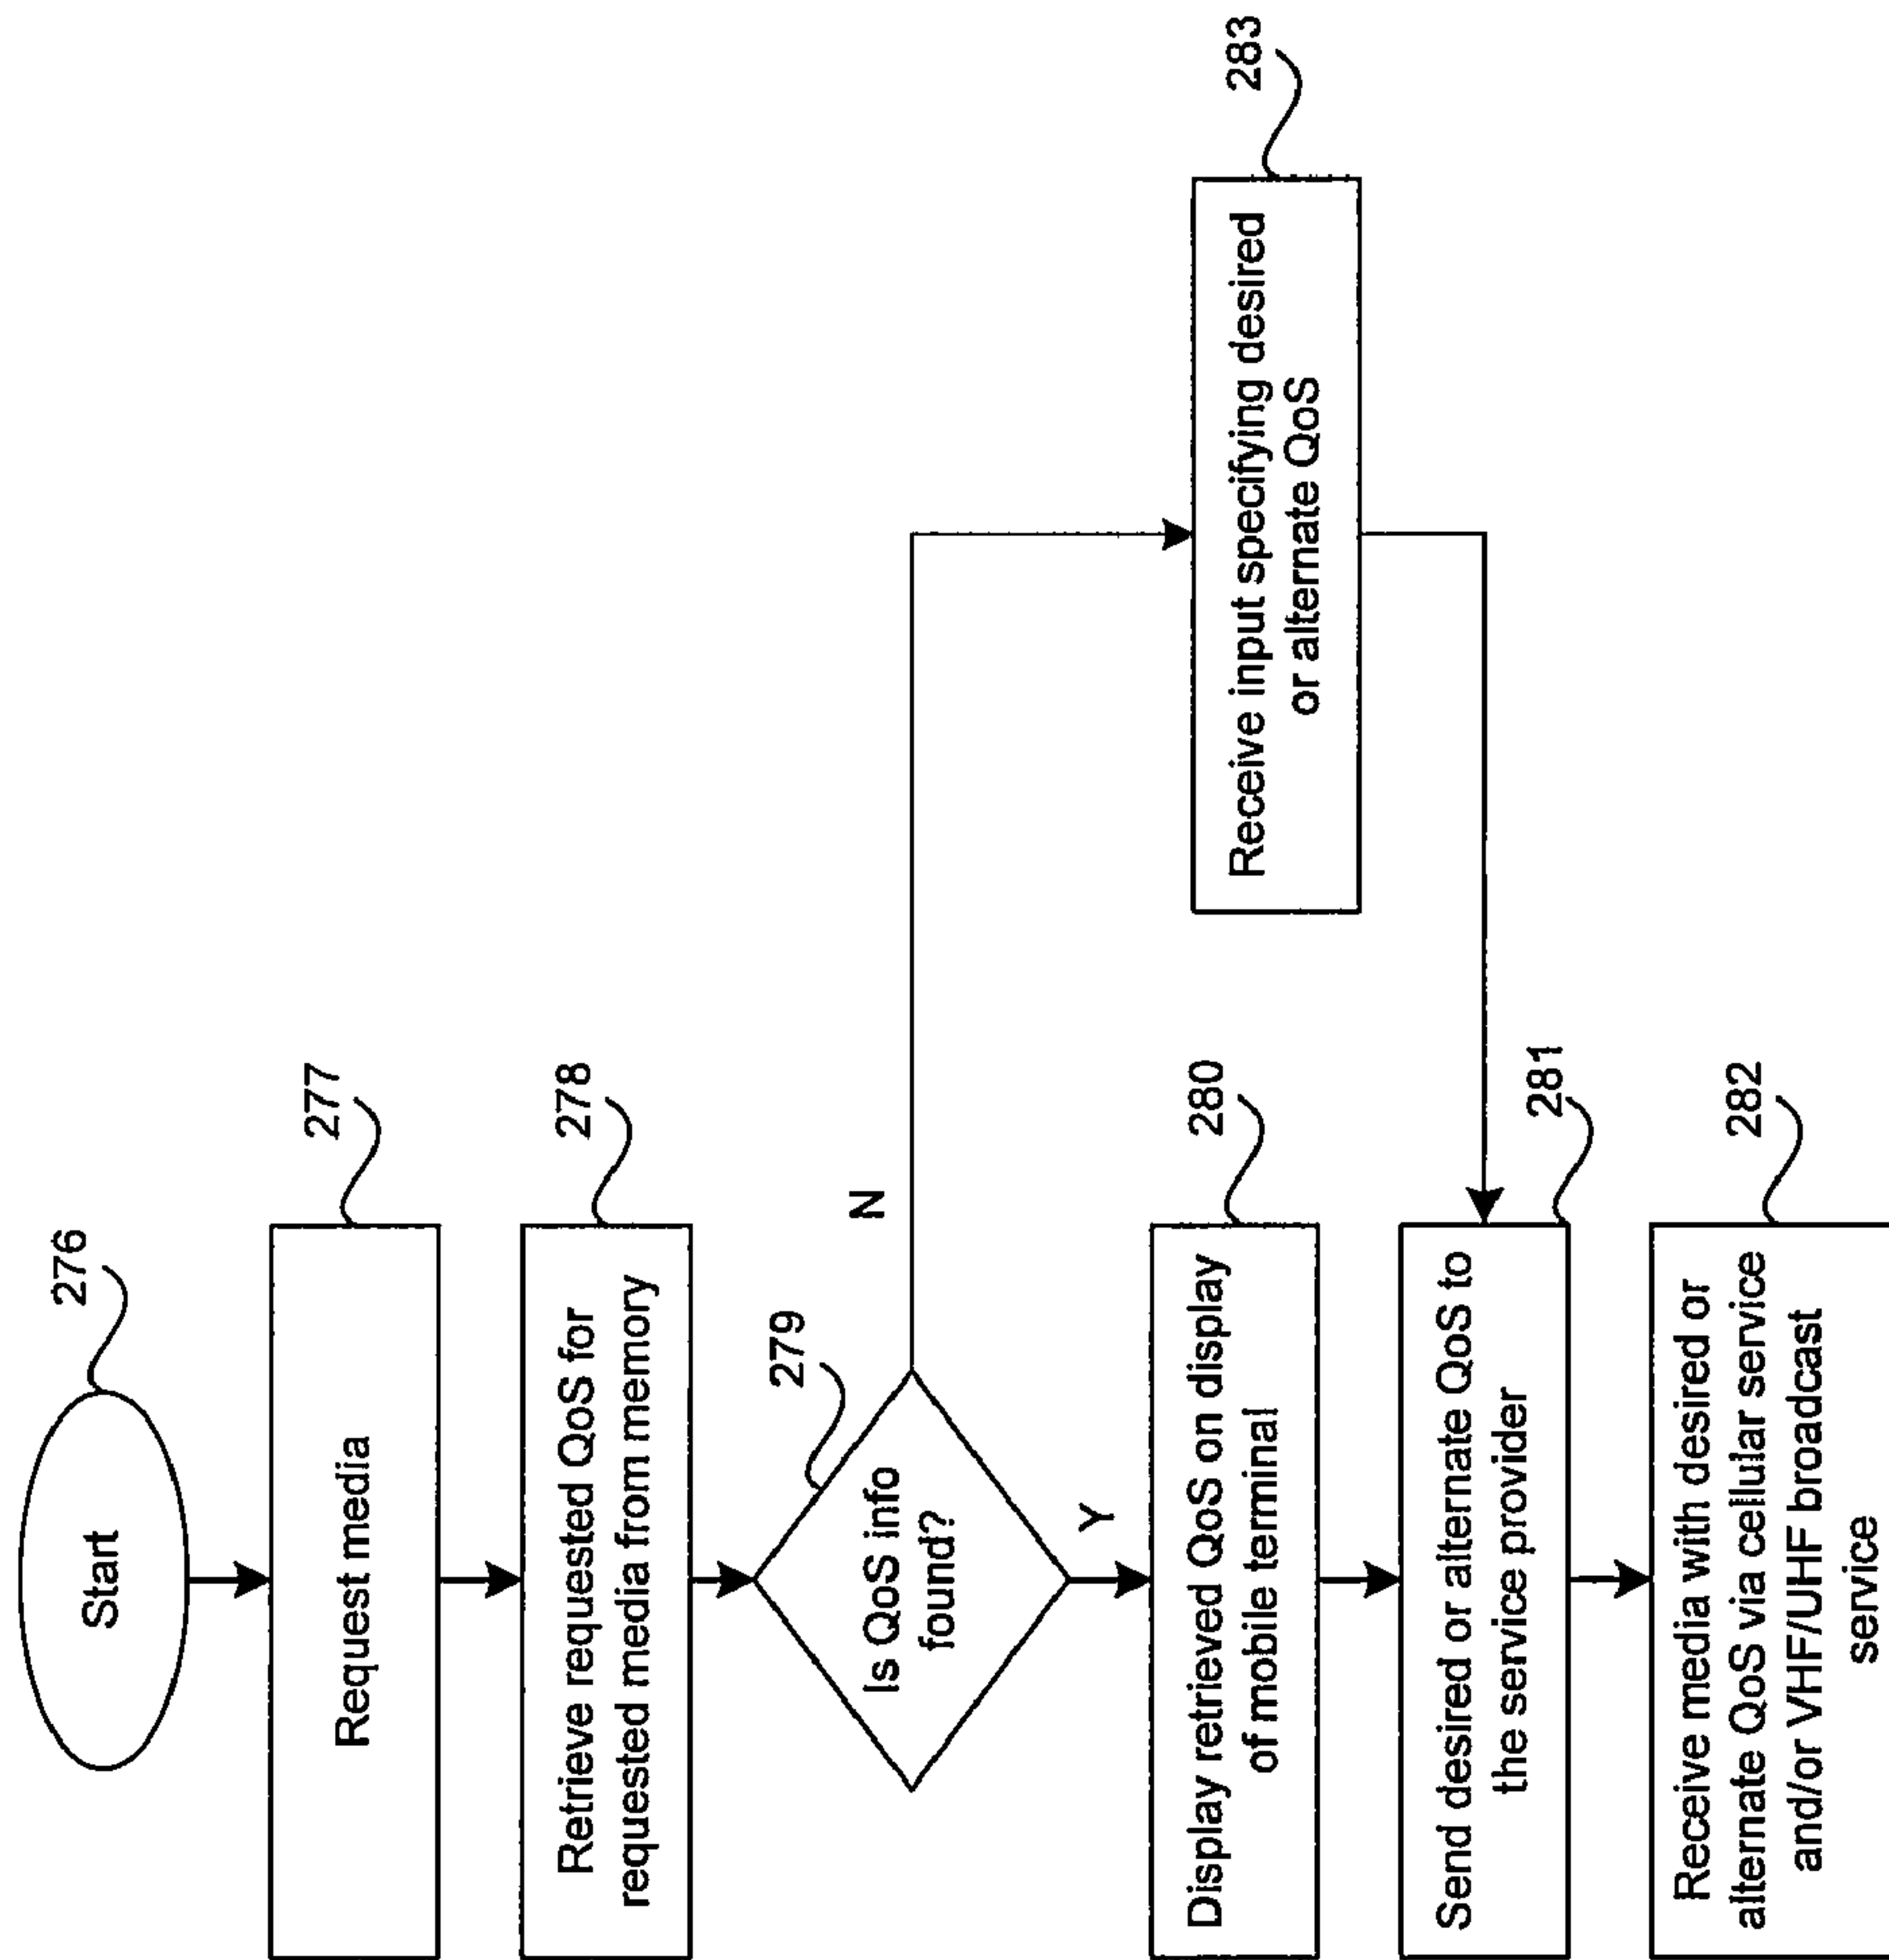 Start
276
Request media
277
Retrieve requested QoS for
requested media from memory
278
Is QoS info
found?
279
N
Y
Display retrieved QoS on display
of mobile terminal
280
Receive input specifying desired
or alternate QoS
283
Send desired or alternate QoS to
the service provider
281
Receive media with desired or
alternate QoS via cellular service
and/or VHF/UHF broadcast
service
282